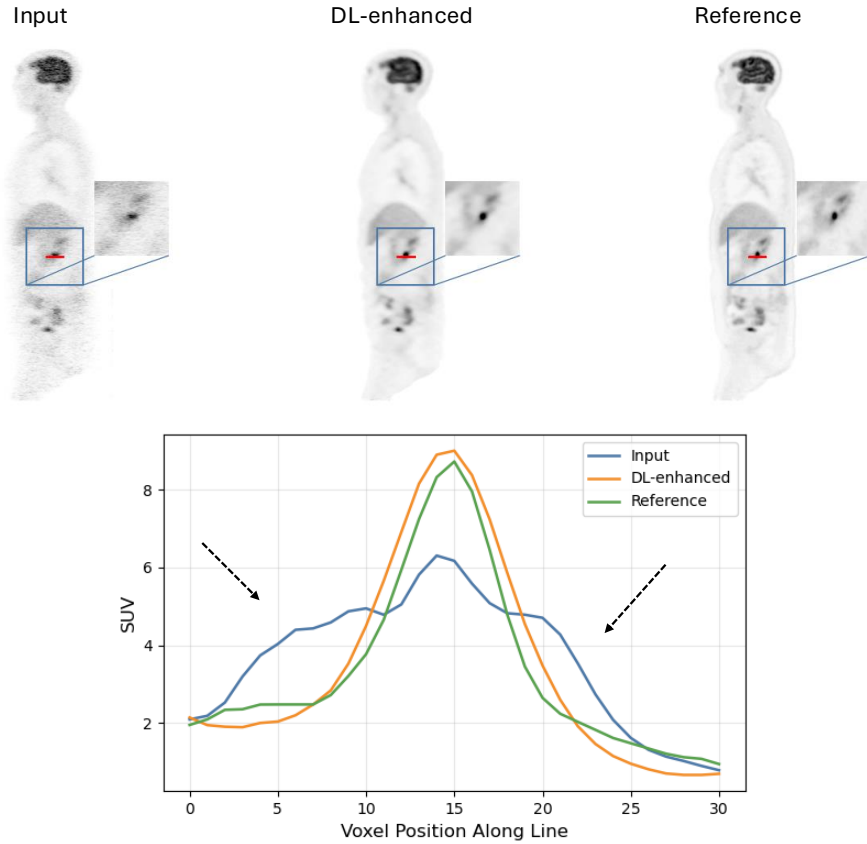 Input
DL-enhanced
Reference
Input
DL-enhanced
Reference
8
6
4
2
SUV
0
5
10
15
20
25
30
Voxel Position Along Line